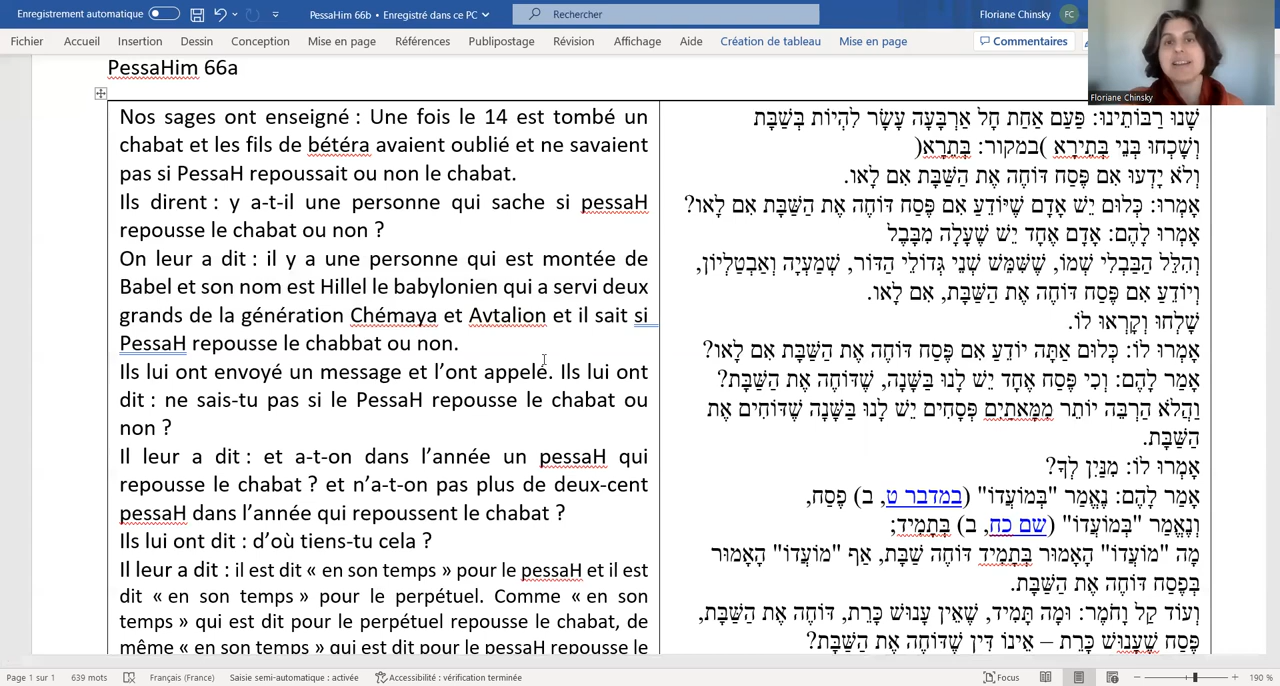 Enregistrement automatique
PessaHim 66b • Enregistré dans ce PC
Rechercher
Floriane Chinsky
FC
Fichier
Accueil
Insertion
Dessin
Conception
Mise en page
Références
Publipostage
Révision
Affichage
Aide
Création de tableau
Mise en page
Commentaires
Floriane Chinsky
PessaHim 66a
Nos sages ont enseigné : Une fois le 14 est tombé un
chabat et les fils de bétéra avaient oublié et ne savaient
pas si PessaH repoussait ou non le chabat.
Ils dirent : y a-t-il une personne qui sache si pessaH
repousse le chabat ou non ?
On leur a dit : il y a une personne qui est montée de
Babel et son nom est Hillel le babylonien qui a servi deux
grands de la génération Chémaya et Avtalion et il sait si
PessaH repousse le chabbat ou non.
Ils lui ont envoyé un message et l’ont appelé. Ils lui ont
dit : ne sais-tu pas si le PessaH repousse le chabat ou
non ?
Il leur a dit : et a-t-on dans l’année un pessaH qui
repousse le chabat ? et n’a-t-on pas plus de deux-cent
pessaH dans l’année qui repoussent le chabat ?
Ils lui ont dit : d’où tiens-tu cela ?
Il leur a dit : il est dit « en son temps » pour le pessaH et il est
dit « en son temps » pour le perpétuel. Comme « en son
temps » qui est dit pour le perpétuel repousse le chabat, de
même « en son temps » qui est dit pour le pessaH repousse le
שָׁנוּ רַבּוֹתֵינוּ: פַּעַם אַחַת חָל אַרְבָּעָה עָשָׂר לִהְיוֹת בְּשַׁבָּת
וְשָׁכְחוּ בְּנֵי בְּתֵירָא )במקור: בְּתֵרָא(
וְלֹא יָדְעוּ אִם פֶּסַח דּוֹחֶה אֶת הַשַּׁבָּת אִם לָאו.
אָמְרוּ: כְּלוּם יֵשׁ אָדָם שֶׁיּוֹדֵעַ אִם פֶּסַח דּוֹחֶה אֶת הַשַּׁבָּת אִם לָאו?
אָמְרוּ לָהֶם: אָדָם אֶחָד יֵשׁ שֶׁעָלָה מִבָּבֶל
וְהִלֵּל הַבַּבְלִי שְׁמוֹ, שֶׁשִּׁמֵּשׁ שְׁנֵי גְּדוֹלֵי הַדּוֹר, שְׁמַעְיָה וְאַבְטַלְיוֹן,
וְיוֹדֵעַ אִם פֶּסַח דּוֹחֶה אֶת הַשַּׁבָּת, אִם לָאו.
שָׁלְחוּ וְקָרְאוּ לוֹ.
אָמְרוּ לוֹ: כְּלוּם אַתָּה יוֹדֵעַ אִם פֶּסַח דּוֹחֶה אֶת הַשַּׁבָּת אִם לָאו?
אָמַר לָהֶם: וְכִי פֶּסַח אֶחָד יֵשׁ לָנוּ בַּשָּׁנָה, שֶׁדּוֹחֶה אֶת הַשַּׁבָּת?
וַהֲלֹא הַרְבֵּה יוֹתֵר מִמָּאתַיִם פְּסָחִים יֵשׁ לָנוּ בַּשָּׁנָה שֶׁדּוֹחִים אֶת
הַשַּׁבָּת.
אָמְרוּ לוֹ: מִנַּיִן לְךָ?
אָמַר לָהֶם: נֶאֱמַר "בְּמוֹעֲדוֹ" (במדבר ט, ב) פֶּסַח,
וְנֶאֱמַר "בְּמוֹעֲדוֹ" (שם כח, ב) בְּתָמִיד;
מָה "מוֹעֲדוֹ" הָאָמוּר בְּתָמִיד דּוֹחֶה שַׁבָּת, אַף "מוֹעֲדוֹ" הָאָמוּר
בְּפֶסַח דּוֹחֶה אֶת הַשַּׁבָּת.
וְעוֹד קַל וָחֹמֶר: וּמָה תָּמִיד, שֶׁאֵין עָנוּשׁ כָּרֵת, דּוֹחֶה אֶת הַשַּׁבָּת,
פֶּסַח שֶׁעָנוּשׁ כָּרֵת – אֵינוֹ דִּין שֶׁדּוֹחֶה אֶת הַשַּׁבָּת?
Page 1 sur 1
639 mots
Français (France)
Saisie semi-automatique : activée
Accessibilité : vérification terminée
Focus
190 %